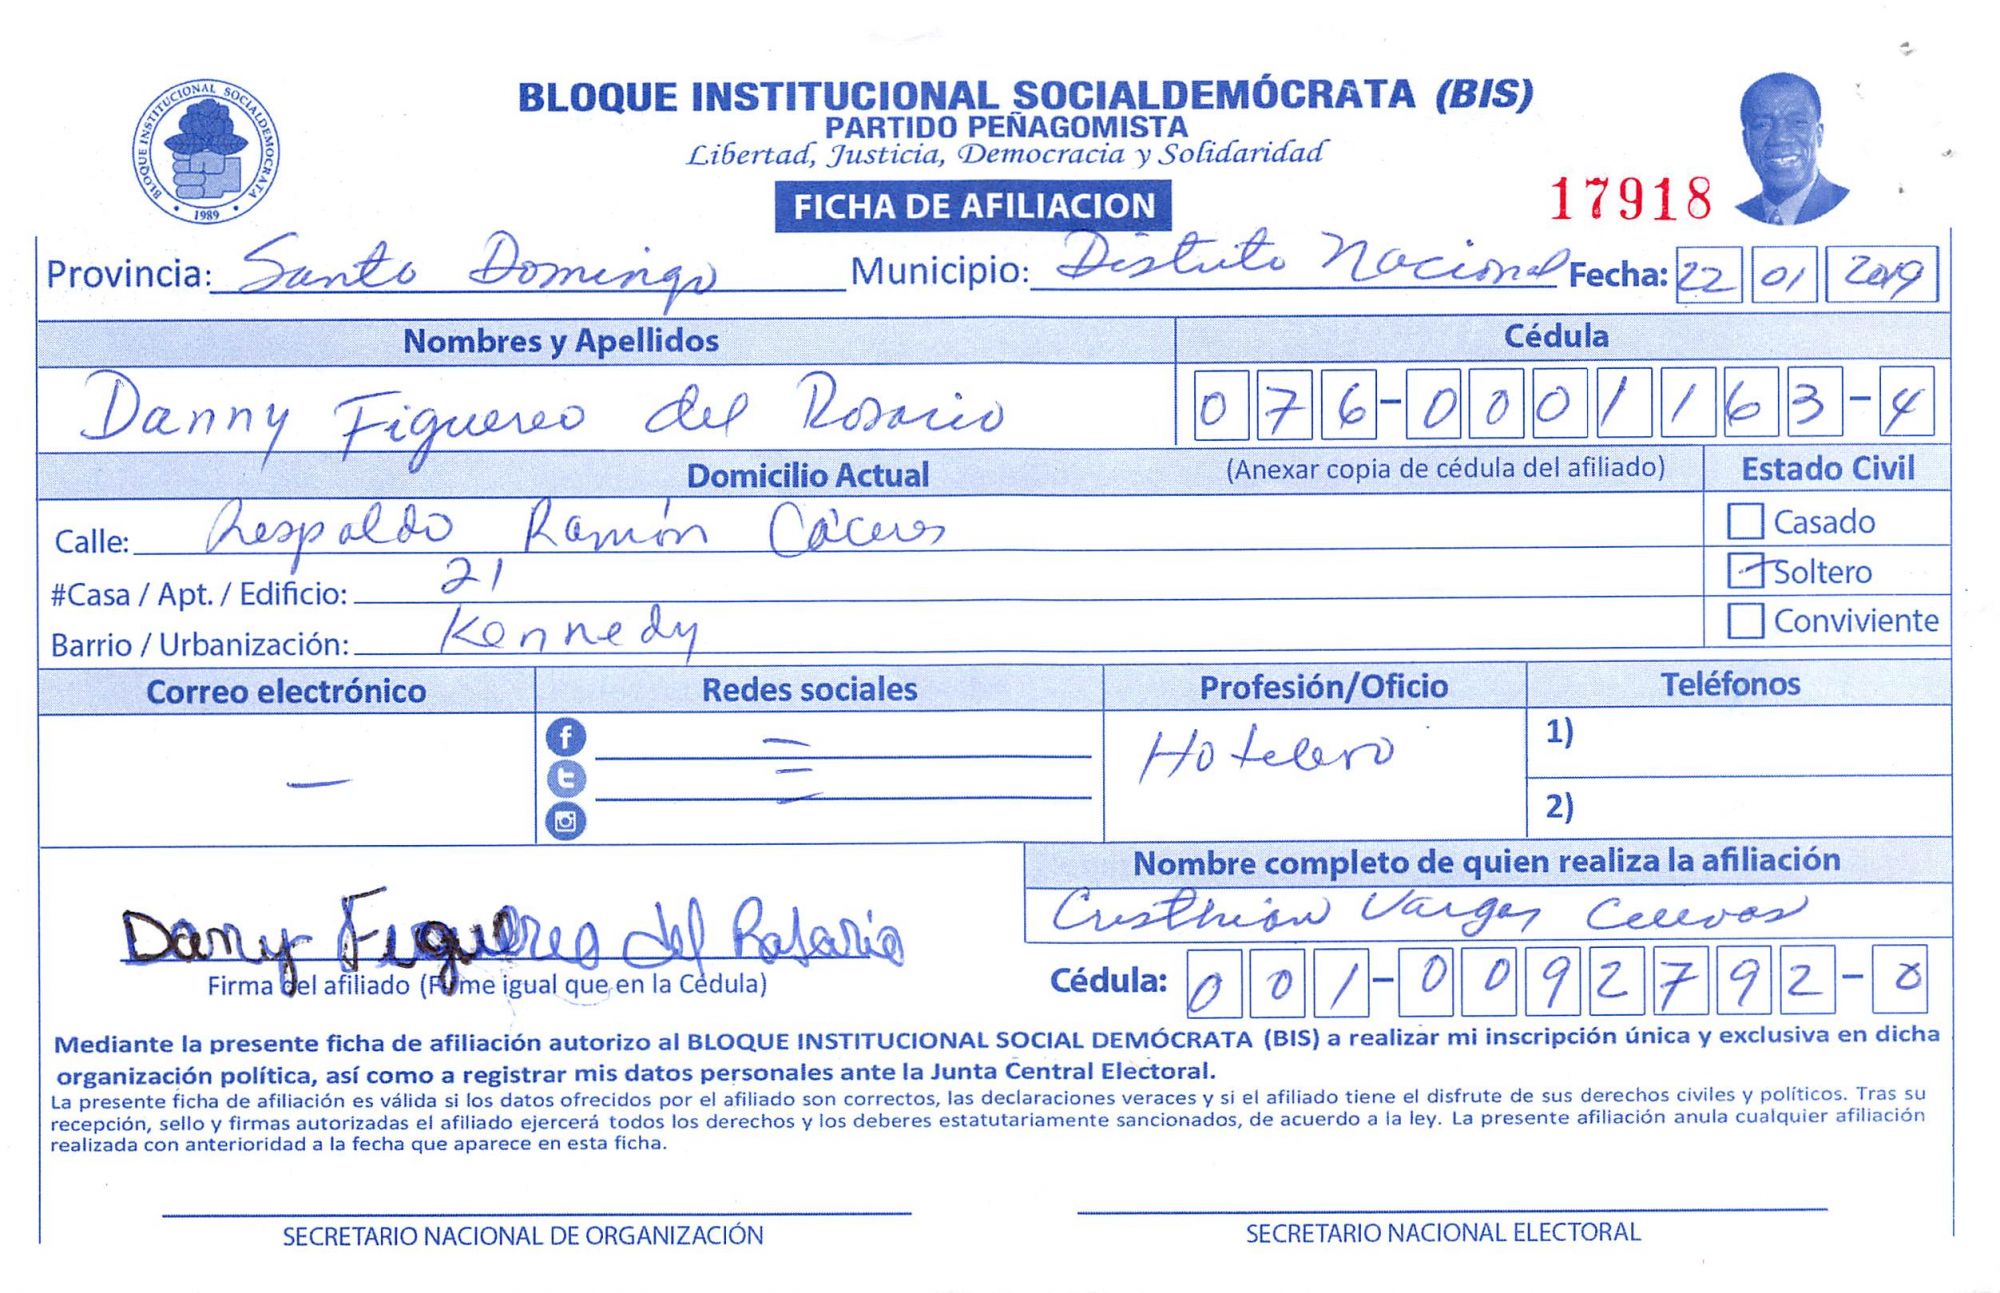 BLOQUE INSTITUCIONAL SOCIALDEMOCRATA
1989
BLOQUE INSTITUCIONAL SOCIALDEMÓCRATA (BIS)
PARTIDO PEÑAGOMISTA
Libertad, Justicia, Democracia y Solidaridad
FICHA DE AFILIACION
17918
Provincia: Santo Domingo Municipio: Distrito Nacional Fecha: 22 01 2019
Nombres y Apellidos Cédula
Danny Figuereo del Rosario 076-0001163-4
Domicilio Actual (Anexar copia de cédula del afiliado) Estado Civil
Calle: Respaldo Ramón Cáceres Casado
#Casa / Apt. / Edificio: 21 Soltero
Barrio / Urbanización: Kennedy Conviviente
Correo electrónico Redes sociales Profesión/Oficio Teléfonos
— — Hotelero 1)
—
— 2)
Nombre completo de quien realiza la afiliación
Cristhian Vargas Cuevas
Danny Figuereo del Rosario
Firma del afiliado (Firme igual que en la Cédula) Cédula: 001-0092792-0
Mediante la presente ficha de afiliación autorizo al BLOQUE INSTITUCIONAL SOCIAL DEMÓCRATA (BIS) a realizar mi inscripción única y exclusiva en dicha
organización política, así como a registrar mis datos personales ante la Junta Central Electoral.
La presente ficha de afiliación es válida si los datos ofrecidos por el afiliado son correctos, las declaraciones veraces y si el afiliado tiene el disfrute de sus derechos civiles y políticos. Tras su
recepción, sello y firmas autorizadas el afiliado ejercerá todos los derechos y los deberes estatutariamente sancionados, de acuerdo a la ley. La presente afiliación anula cualquier afiliación
realizada con anterioridad a la fecha que aparece en esta ficha.
SECRETARIO NACIONAL DE ORGANIZACIÓN SECRETARIO NACIONAL ELECTORAL